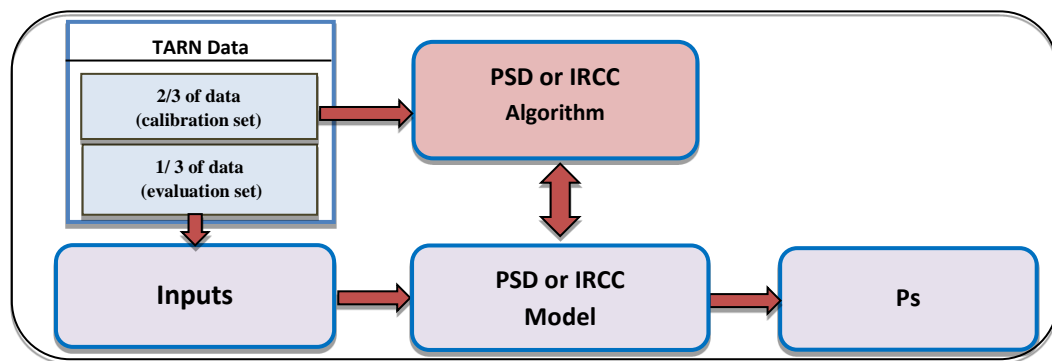 TARN Data
2/3 of data
(calibration set)
1/ 3 of data
(evaluation set)
PSD or IRCC
Algorithm
Inputs
PSD or IRCC
Model
Ps